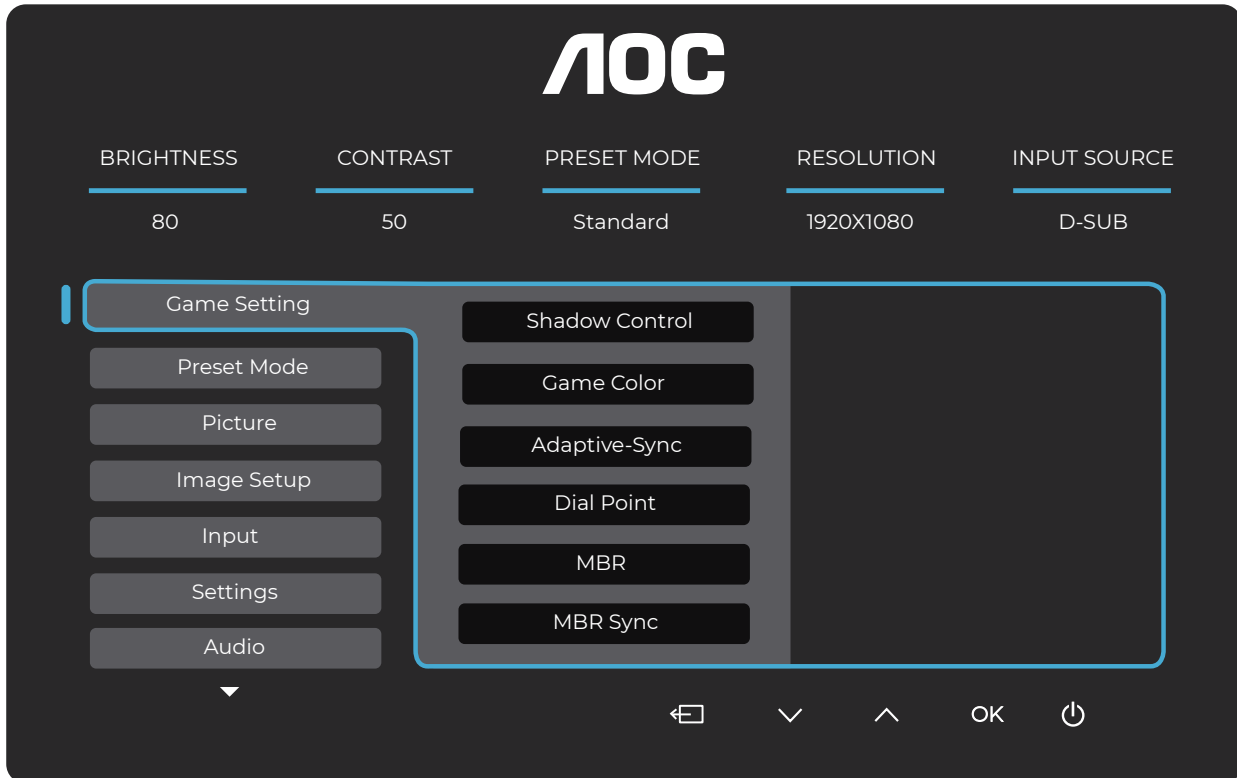 AOC
BRIGHTNESS CONTRAST PRESET MODE RESOLUTION INPUT SOURCE
80 50 Standard 1920X1080 D-SUB
Game Setting
Preset Mode
Picture
Image Setup
Input
Settings
Audio
Shadow Control
Game Color
Adaptive-Sync
Dial Point
MBR
MBR Sync
OK